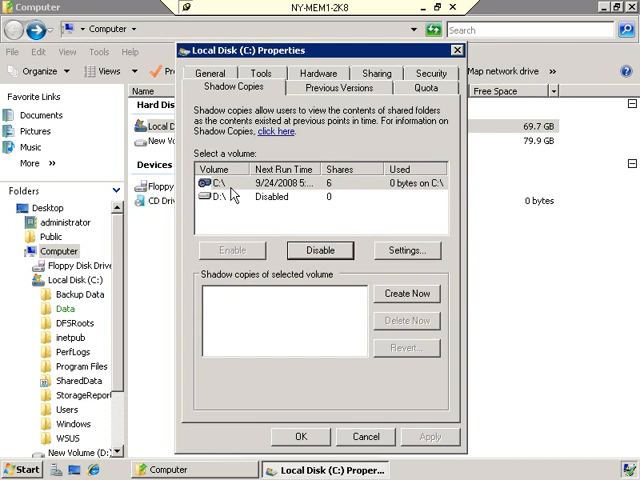 Computer
NY-MEM1-2K8
Computer
Search
File
Edit
View
Tools
Organize
Views
Map network drive
»
Favorite Links
Documents
Pictures
Music
More »
Folders
Desktop
administrator
Public
Computer
Floppy Disk Drive
Local Disk (C:)
Backup Data
Data
DFSRoots
inetpub
PerfLogs
Program Files
SharedData
StorageReport
Users
Windows
WSUS
New Volume (D:)
Name
Free Space
Hard Dis
Local D
69.7 GB
New Vo
79.9 GB
Devices
Floppy
CD Driv
0 bytes
Local Disk (C:) Properties
General
Tools
Hardware
Sharing
Security
Shadow Copies
Previous Versions
Quota
Shadow copies allow users to view the contents of shared folders
as the contents existed at previous points in time. For information on
Shadow Copies, click here.
Select a volume:
Volume
Next Run Time
Shares
Used
C:\
9/24/2008 5:...
6
0 bytes on C:\
D:\
Disabled
0
Enable
Disable
Settings...
Shadow copies of selected volume
Create Now
Delete Now
Revert...
OK
Cancel
Apply
Start
Computer
Local Disk (C:) Proper...